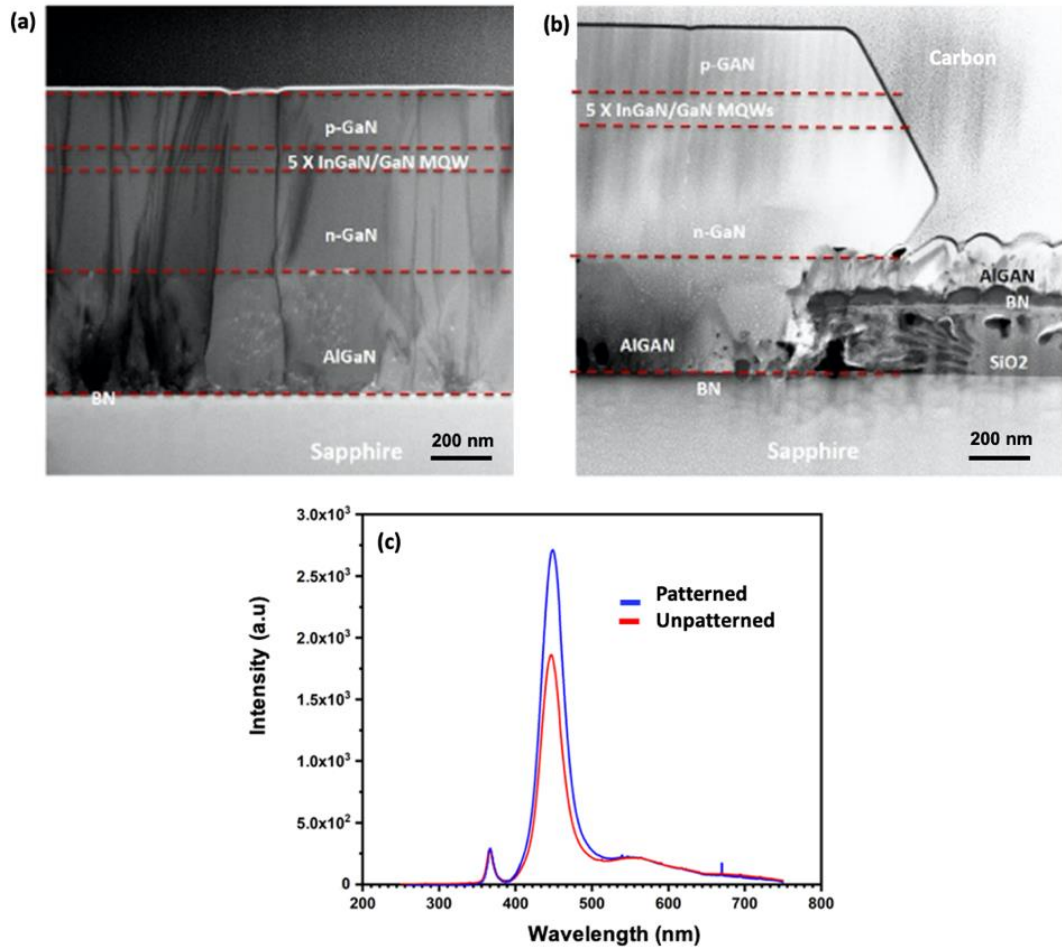 (a)
p-GaN
5 X InGaN/GaN MQW
n-GaN
AlGaN
BN
Sapphire
200 nm
(b)
p-GAN
Carbon
5 X InGaN/GaN MQWs
n-GaN
AlGAN
BN
AlGAN
SiO2
BN
Sapphire
200 nm
(c)
Patterned
Unpatterned
Intensity (a.u)
3.0x10³
2.5x10³
2.0x10³
1.5x10³
1.0x10³
5.0x10²
0
200 300 400 500 600 700 800
Wavelength (nm)